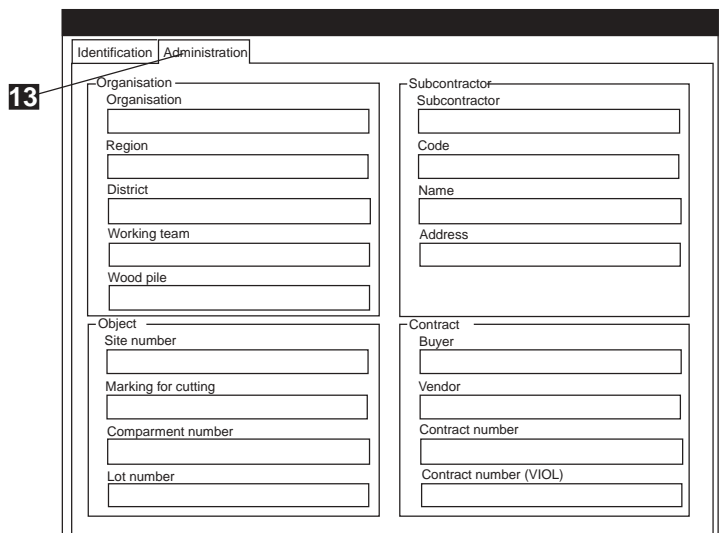 Identification Administration
13
Organisation
Organisation
Region
District
Working team
Wood pile
Subcontractor
Subcontractor
Code
Name
Address
Object
Site number
Marking for cutting
Comparment number
Lot number
Contract
Buyer
Vendor
Contract number
Contract number (VIOL)